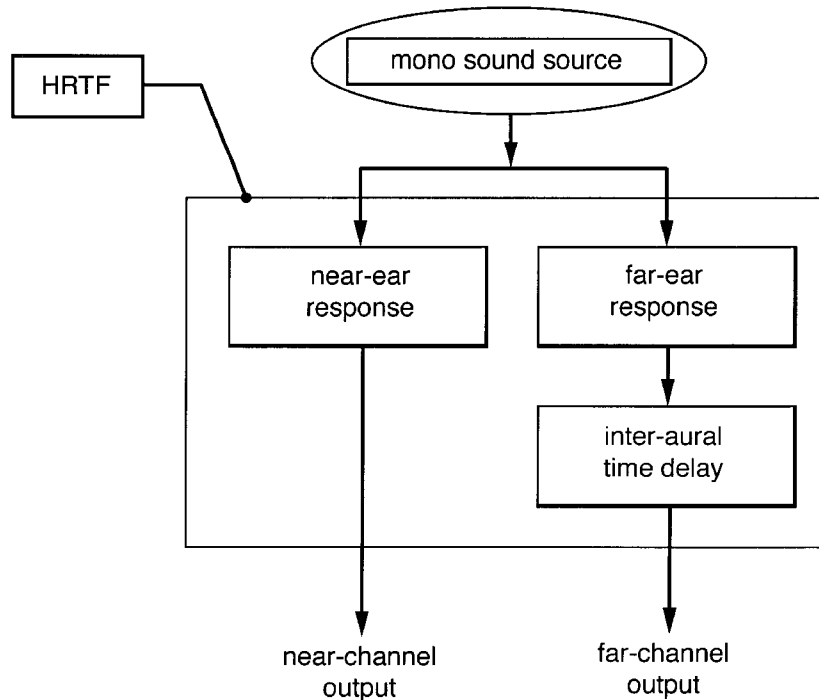 mono sound source
HRTF
near-ear
response
far-ear
response
inter-aural
time delay
near-channel
output
far-channel
output